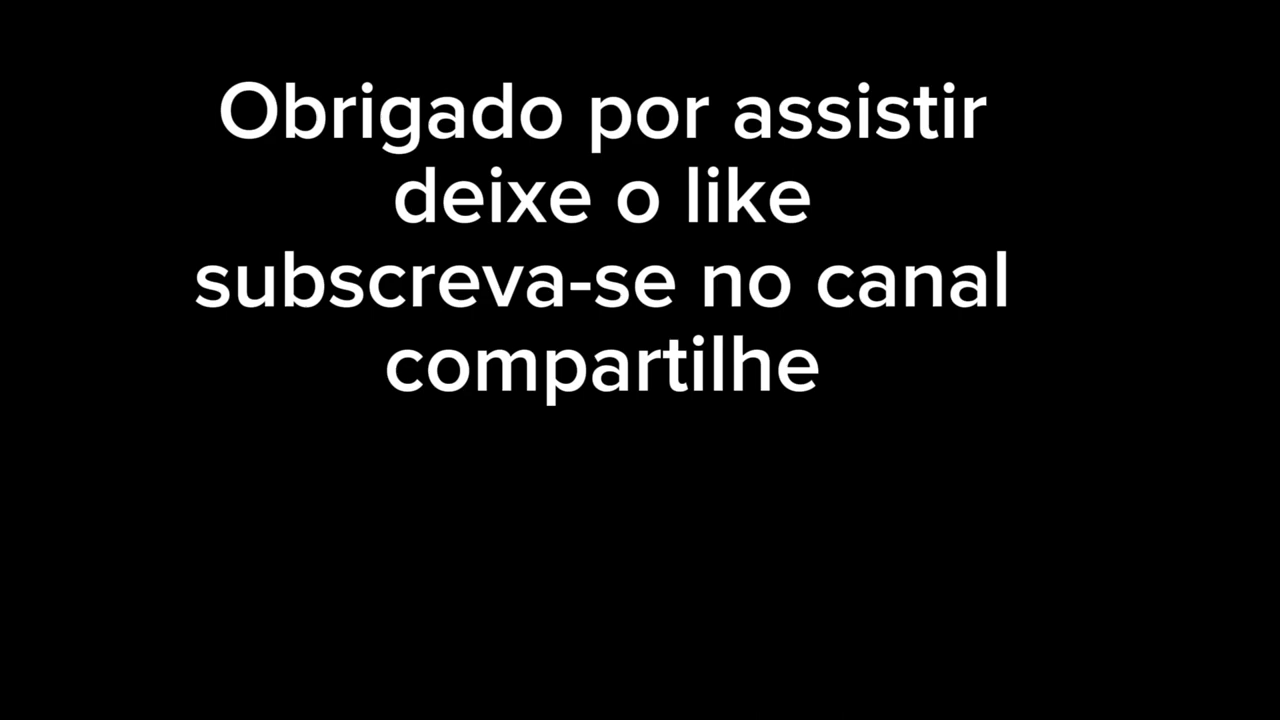 Obrigado por assistir
deixe o like
subscreva-se no canal
compartilhe